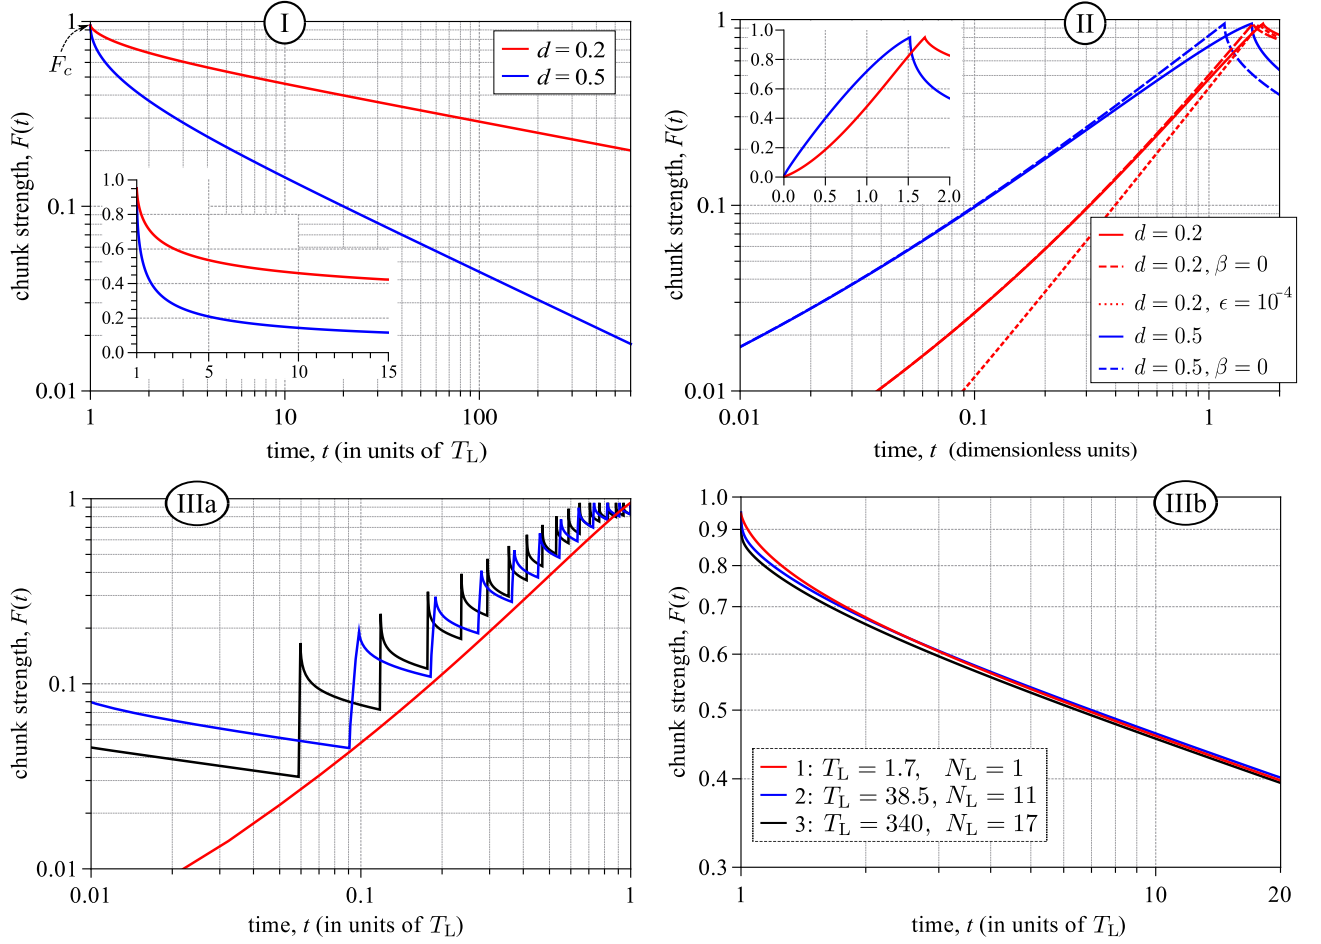 I
F_c
chunk strength, F(t)
1
0.1
0.01
d = 0.2
d = 0.5
1.0
0.8
0.6
0.4
0.2
0.0
1 5 10 15
1 10 100
time, t (in units of T_L)
II
chunk strength, F(t)
1
0.1
0.01
1.0
0.8
0.6
0.4
0.2
0.0
0.0 0.5 1.0 1.5 2.0
d = 0.2
d = 0.2, β = 0
d = 0.2, ϵ = 10^-4
d = 0.5
d = 0.5, β = 0
0.01 0.1 1
time, t (dimensionless units)
IIIa
chunk strength, F(t)
1
0.1
0.01
0.01 0.1 1
time, t (in units of T_L)
IIIb
chunk strength, F(t)
1.0
0.9
0.8
0.7
0.6
0.5
0.4
0.3
1: T_L = 1.7, N_L = 1
2: T_L = 38.5, N_L = 11
3: T_L = 340, N_L = 17
1 10 20
time, t (in units of T_L)